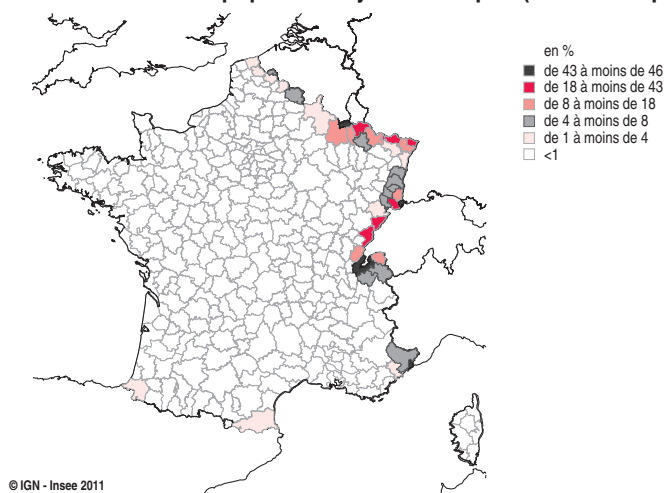 en %
de 43 à moins de 46
de 18 à moins de 43
de 8 à moins de 18
de 4 à moins de 8
de 1 à moins de 4
<1
© IGN - Insee 2011